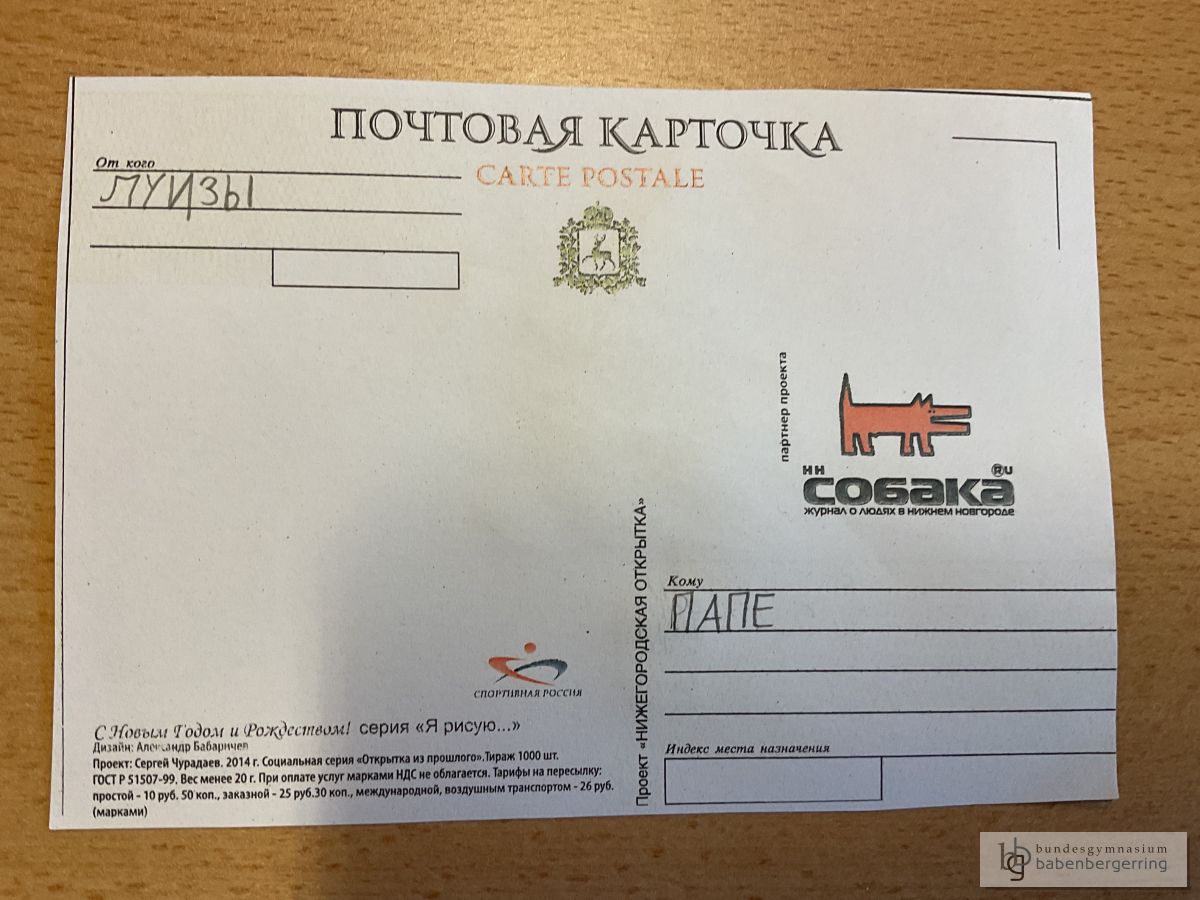 ПОЧТОВАЯ КАРТОЧКА
CARTE POSTALE
От кого
ЛУИЗЫ
партнер проекта
НН
®RU
СОБАКА
ЖУРНАЛ О ЛЮДЯХ В НИЖНЕМ НОВГОРОДЕ
Проект «НИЖЕГОРОДСКАЯ ОТКРЫТКА»
Кому
ПАПЕ
Индекс места назначения
СПОРТИВНАЯ РОССИЯ
С Новым Годом и Рождеством! серия «Я рисую...»
Дизайн: Александр Бабаричев
Проект: Сергей Чурадаев. 2014 г. Социальная серия «Открытка из прошлого».Тираж 1000 шт.
ГОСТ Р 51507-99. Вес менее 20 г. При оплате услуг марками НДС не облагается. Тарифы на пересылку:
простой - 10 руб. 50 коп., заказной - 25 руб.30 коп., международной, воздушным транспортом - 26 руб.
(марками)
bundesgymnasium
babenbergerring